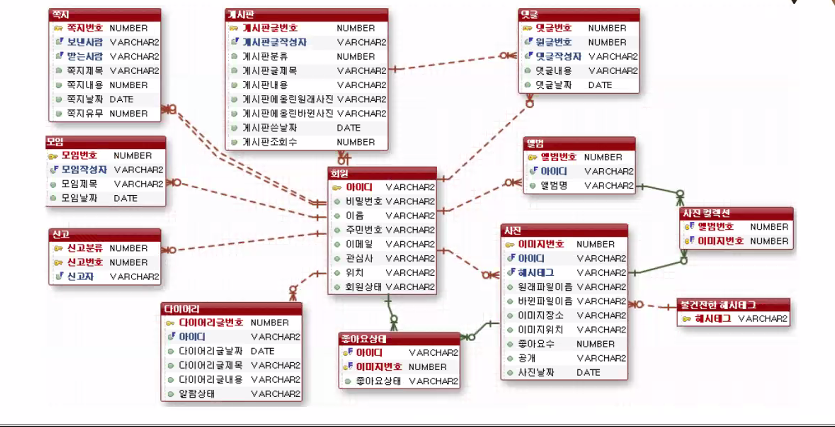 쪽지
쪽지번호 NUMBER
보낸사람 VARCHAR2
받는사람 VARCHAR2
쪽지제목 VARCHAR2
쪽지내용 NUMBER
쪽지날짜 DATE
쪽지유무 NUMBER
게시판
게시판글번호 NUMBER
게시판글작성자 VARCHAR2
게시판분류 NUMBER
게시판글제목 VARCHAR2
게시판내용 VARCHAR2
게시판에올린원래사진 VARCHAR2
게시판에올린바뀐사진 VARCHAR2
게시판쓴날짜 DATE
게시판조회수 NUMBER
댓글
댓글번호 NUMBER
원글번호 NUMBER
댓글작성자 VARCHAR2
댓글내용 VARCHAR2
댓글날짜 DATE
모임
모임번호 NUMBER
모임작성자 VARCHAR2
모임제목 VARCHAR2
모임날짜 DATE
회원
아이디 VARCHAR2
비밀번호 VARCHAR2
이름 VARCHAR2
주민번호 VARCHAR2
이메일 VARCHAR2
관심사 VARCHAR2
위치 VARCHAR2
회원상태 VARCHAR2
앨범
앨범번호 NUMBER
아이디 VARCHAR2
앨범명 VARCHAR2
사진 컬렉션
앨범번호 NUMBER
이미지번호 NUMBER
신고
신고분류 NUMBER
신고번호 NUMBER
신고자 VARCHAR2
사진
이미지번호 NUMBER
아이디 VARCHAR2
해시태그 VARCHAR2
원래파일이름 VARCHAR2
바뀐파일이름 VARCHAR2
이미지장소 VARCHAR2
이미지위치 VARCHAR2
좋아요수 NUMBER
공개 VARCHAR2
사진날짜 DATE
불건전한 해시태그
해시태그 VARCHAR2
다이어리
다이어리글번호 NUMBER
아이디 VARCHAR2
다이어리글날짜 DATE
다이어리글제목 VARCHAR2
다이어리글내용 VARCHAR2
알람상태 VARCHAR2
좋아요상태
아이디 VARCHAR2
이미지번호 NUMBER
좋아요상태 VARCHAR2